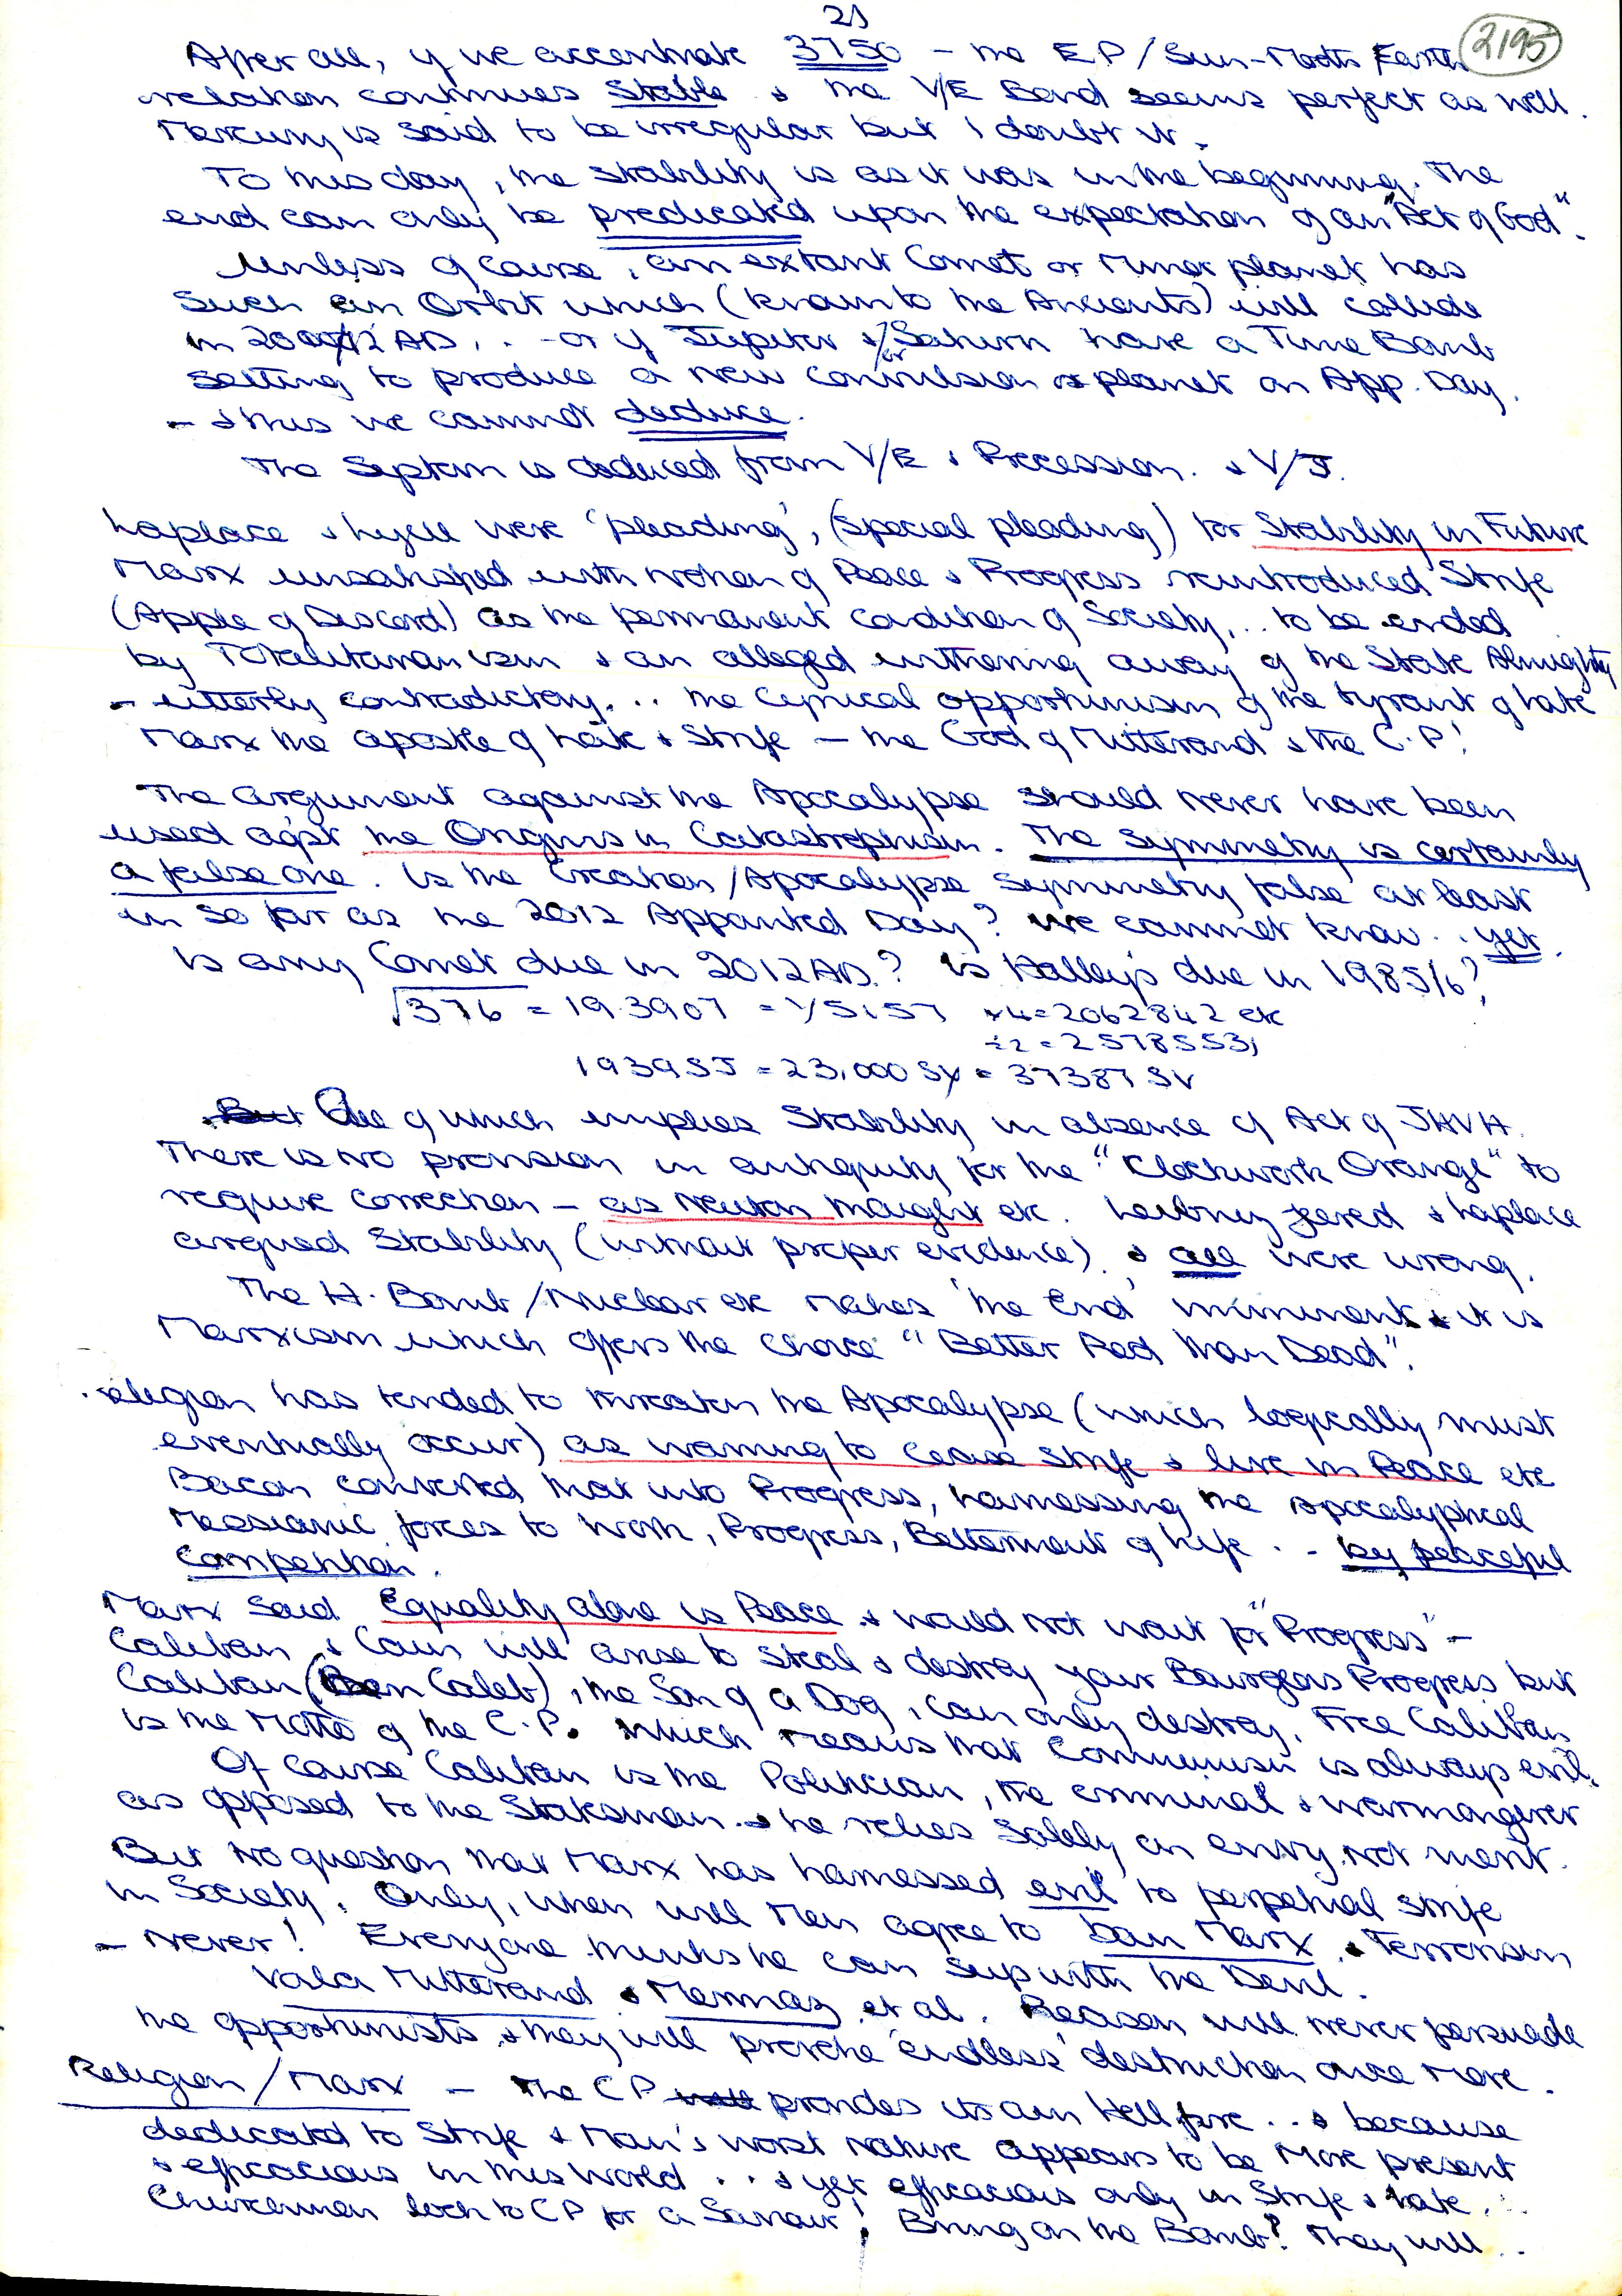 21
2195
After all, if we accentuate 3750 – the E.P/Sun-Moon Earth
relation continues Stable & the V/E Bond seems perfect as well.
Mercury is said to be irregular but I doubt it.
To this day, the stability is as it was in the beginning. The
end can only be predicated upon the expectation of an "Act of God".
Unless of course, an extant Comet or Minor planet has
such an Orbit which (known to the Ancients) will collide
in 2012 AD, .. – or if Jupiter &/or Saturn have a Time Bomb
setting to produce a new convulsion or planet on App. Day.
– & this we cannot deduce.
The System is deduced from V/E & Precession. & V/J.
Laplace & Lyell were 'pleading', (special pleading) for Stability in Future
Marx unsatisfied with notion of Peace & Progress reintroduced Strife
(Apple of Discord) as the permanent condition of Society, .. to be ended
by Totalitarianism & an alleged withering away of the State Almighty
– utterly contradictory. .. the cynical opportunism of the tyrant of hate
Marx the apostle of hate & Strife – the God of Mitterand & the C.P!
The argument against the Apocalypse should never have been
used agst the Origins in Catastrophism. The Symmetry is certainly
a false one. Is the Creation/Apocalypse symmetry false at least
in so far as the 2012 Appointed Day? We cannot know .. yet.
Is any Comet due in 2012 AD.? Is Halley's due in 1985/6?
√376 = 19.3907 = 1/5157 x4=2062842 etc
÷2 = 2578553,
1939SJ = 23,000 SY = 37387 SV
But All of which implies Stability in absence of Act of JHVH.
There is no provision in antiquity for the "Clockwork Orange" to
require correction – as Newton thought etc. Leibnez jeered & Laplace
argued Stability (without proper evidence). & all were wrong.
The H. Bomb/Nuclear etc makes 'the End' imminent & it is
Marxism which offers the choice "Better Red than Dead".
Religion has tended to threaten the Apocalypse (which logically must
eventually occur) as warning to cease strife & live in Peace etc
Bacon converted that into Progress, harnessing the Apocalyptical
Messianic forces to work, Progress, Betterment of Life .. – by peaceful
competition.
Marx said Equality alone is Peace & would not wait for "Progress" –
Caliban & Cain will arise to steal & destroy your Bourgeois Progress but
Caliban (Ben Caleb), the Son of a Dog, can only destroy. Free Caliban
is the Motto of the C.P. which means that Communism is always evil.
Of course Caliban is the Politician, the criminal & warmongerer
as opposed to the Statesman. & he relies solely on envy, not merit.
But no question that Marx has harnessed evil to perpetual strife
in Society. Only, when will Men agree to ban Marx & Terrorism
– Never! Everyone thinks he can sup with the Devil.
Vala Mitterand & Mermaz et al. Reason will never persuade
the opportunists & they will provoke 'endless' destruction once more.
Religion/Marx – The CP provides its own Hell fire .. & because
dedicated to Strife & Man's worst nature appears to be more present
& efficacious in this World .. & yet efficacious only in Strife & hate.
Churchmen look to CP for a Saviour! Bring on the Bomb? They will ..